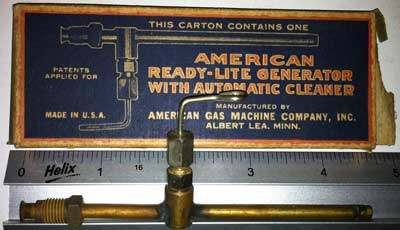 THIS CARTON CONTAINS ONE
AMERICAN
READY-LITE GENERATOR
WITH AUTOMATIC CLEANER
PATENTS
APPLIED FOR
MADE IN U.S.A.
MANUFACTURED BY
AMERICAN GAS MACHINE COMPANY, INC.
ALBERT LEA, MINN.
0 Helix 1 16 3 4 5